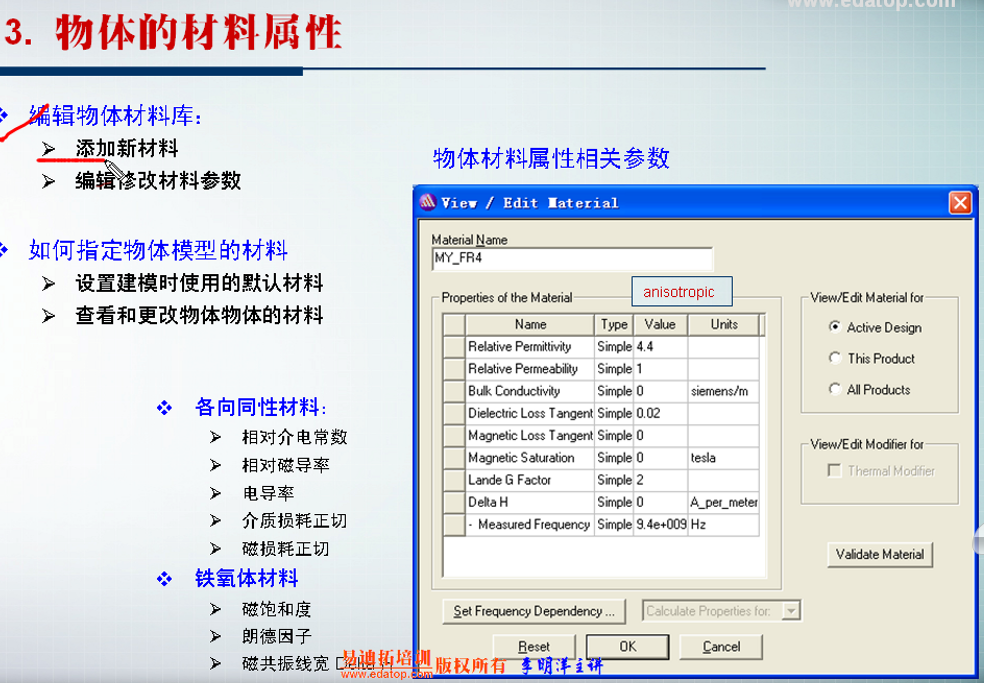 www.edatop.com
3. 物体的材料属性
编辑物体材料库:
添加新材料
编辑修改材料参数
如何指定物体模型的材料
设置建模时使用的默认材料
查看和更改物体物体的材料
各向同性材料:
相对介电常数
相对磁导率
电导率
介质损耗正切
磁损耗正切
铁氧体材料
磁饱和度
朗德因子
磁共振线宽 Delta H
易迪拓培训 版权所有 李明洋主讲
www.edatop.com
物体材料属性相关参数
View / Edit Material
Material Name
MY_FR4
Properties of the Material
anisotropic
Name Type Value Units
Relative Permittivity Simple 4.4
Relative Permeability Simple 1
Bulk Conductivity Simple 0 siemens/m
Dielectric Loss Tangent Simple 0.02
Magnetic Loss Tangent Simple 0
Magnetic Saturation Simple 0 tesla
Lande G Factor Simple 2
Delta H Simple 0 A_per_meter
- Measured Frequency Simple 9.4e+009 Hz
View/Edit Material for
Active Design
This Product
All Products
View/Edit Modifier for
Thermal Modifier
Validate Material
Set Frequency Dependency ...
Calculate Properties for:
Reset
OK
Cancel